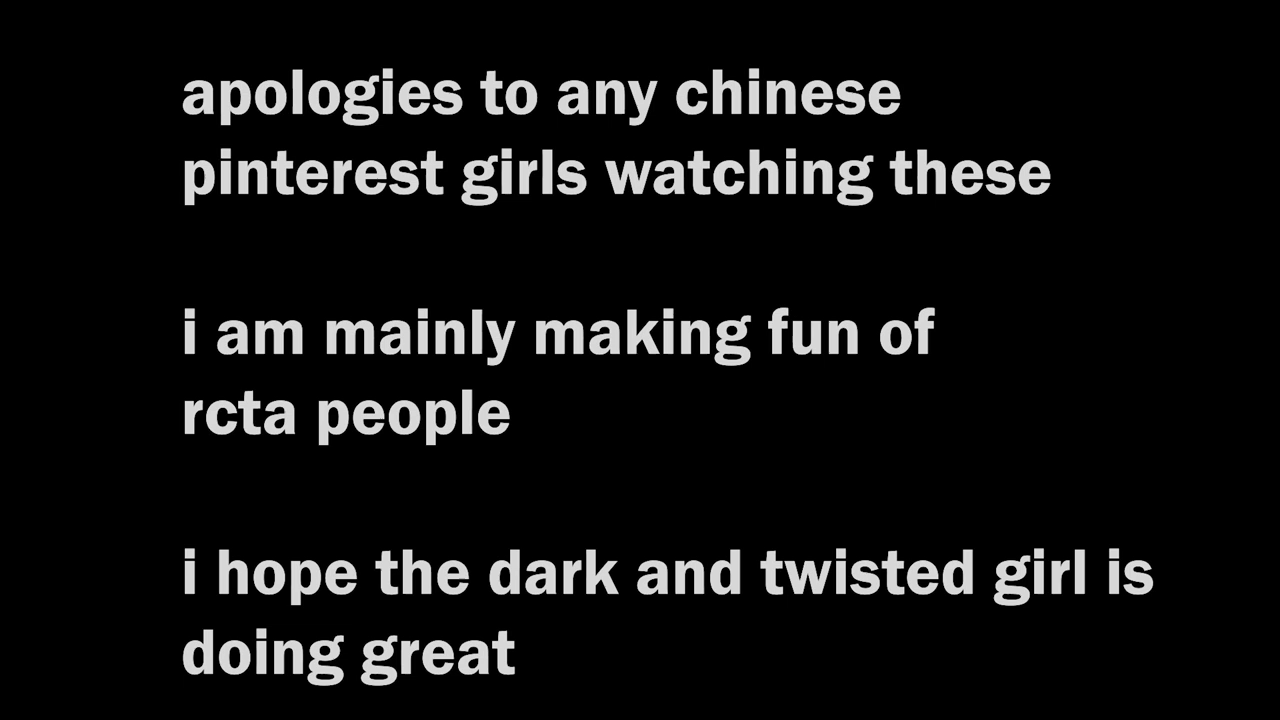 apologies to any chinese
pinterest girls watching these
i am mainly making fun of
rcta people
i hope the dark and twisted girl is
doing great